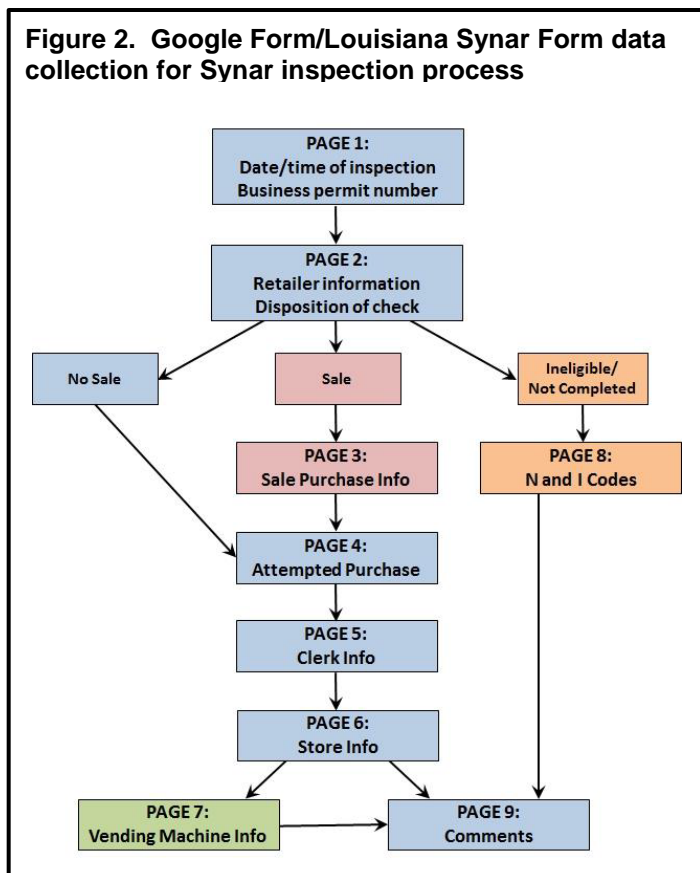 Figure 2.  Google Form/Louisiana Synar Form data
collection for Synar inspection process
PAGE 1:
Date/time of inspection
Business permit number
PAGE 2:
Retailer information
Disposition of check
No Sale
Sale
Ineligible/
Not Completed
PAGE 3:
Sale Purchase Info
PAGE 8:
N and I Codes
PAGE 4:
Attempted Purchase
PAGE 5:
Clerk Info
PAGE 6:
Store Info
PAGE 7:
Vending Machine Info
PAGE 9:
Comments